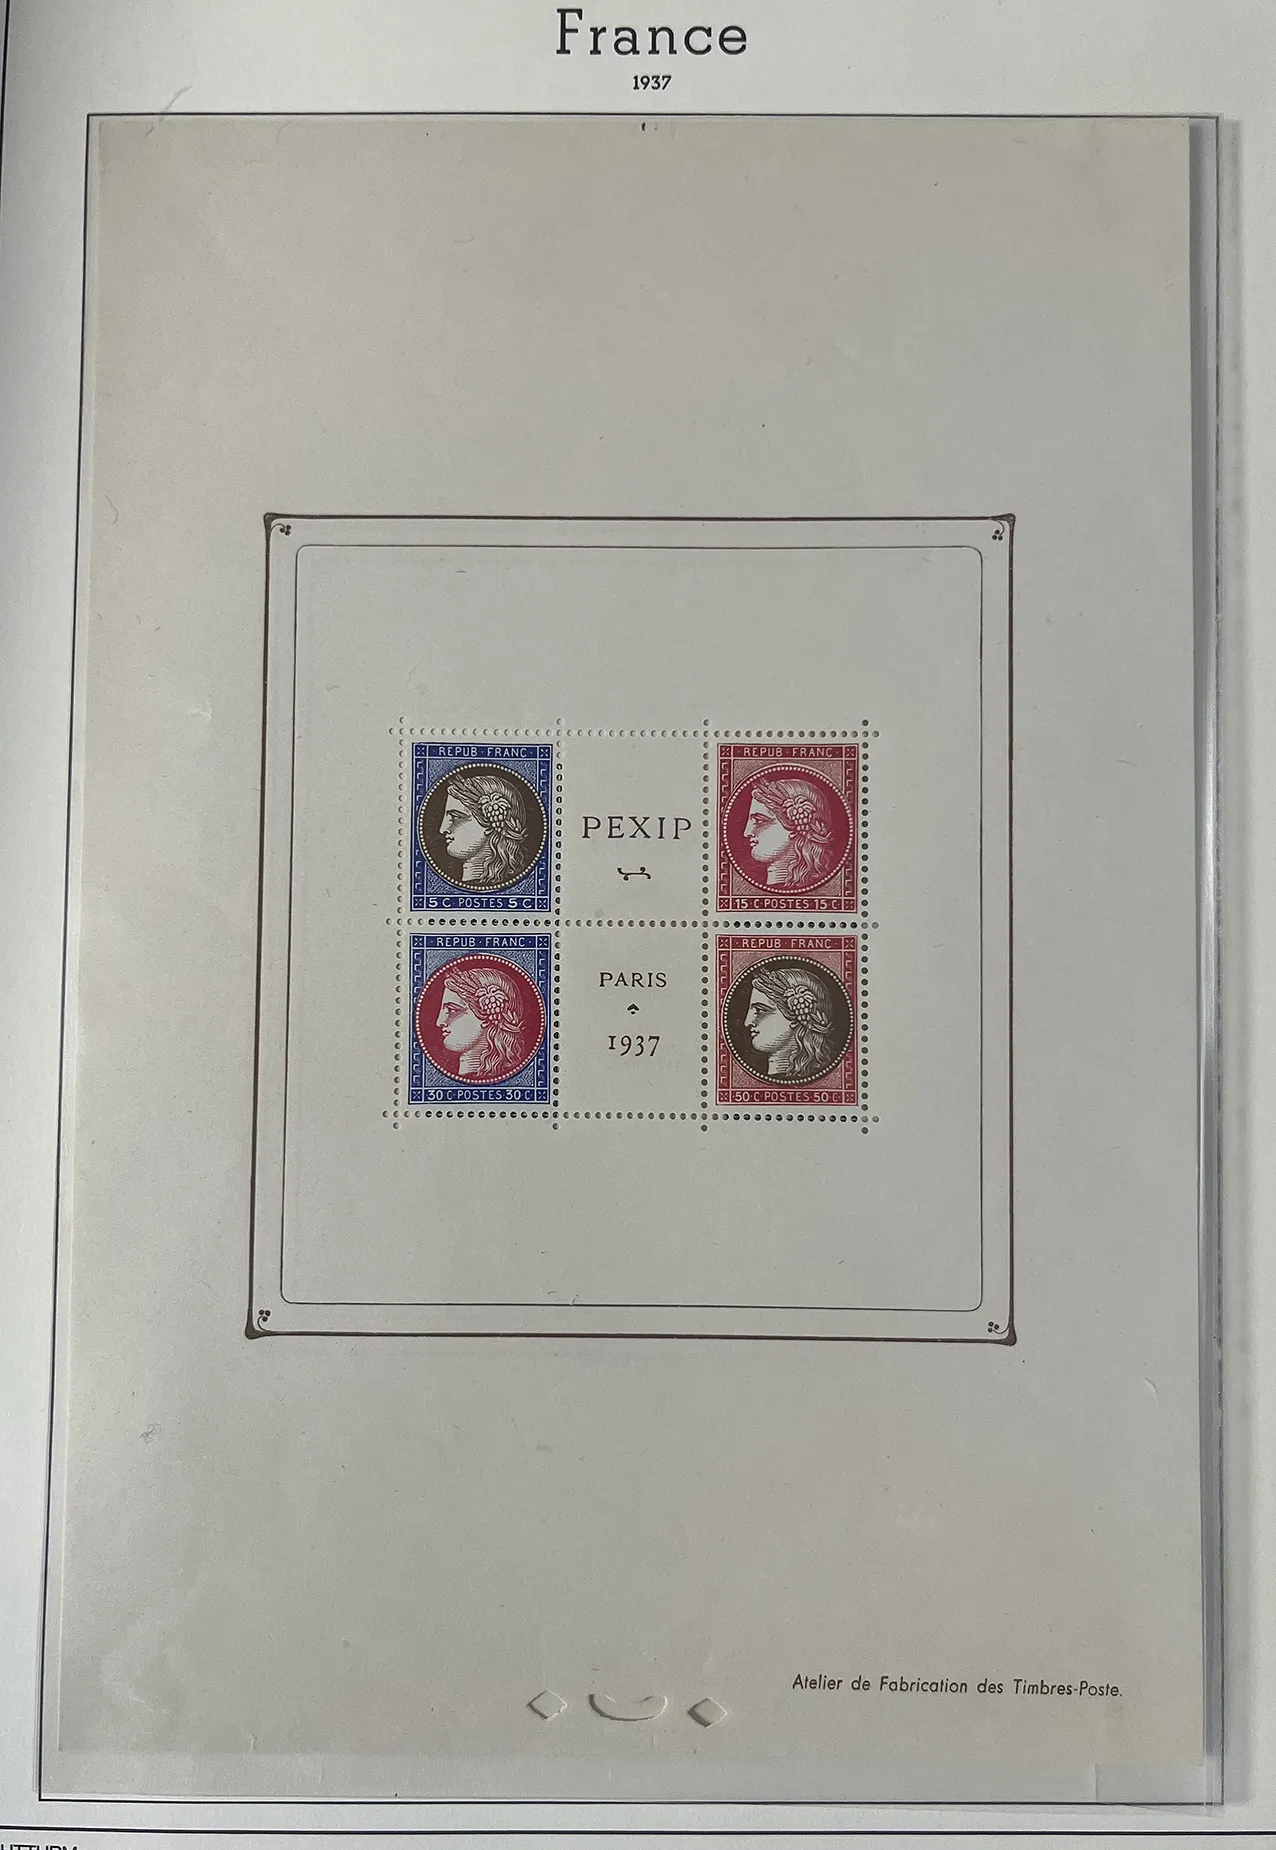 France
1937
· REPUB · FRANC ·
5 C POSTES 5 C
PEXIP
· REPUB · FRANC ·
15 C POSTES 15 C
· REPUB · FRANC ·
30 C POSTES 30 C
PARIS
1937
· REPUB · FRANC ·
50 C POSTES 50 C
Atelier de Fabrication des Timbres-Poste.